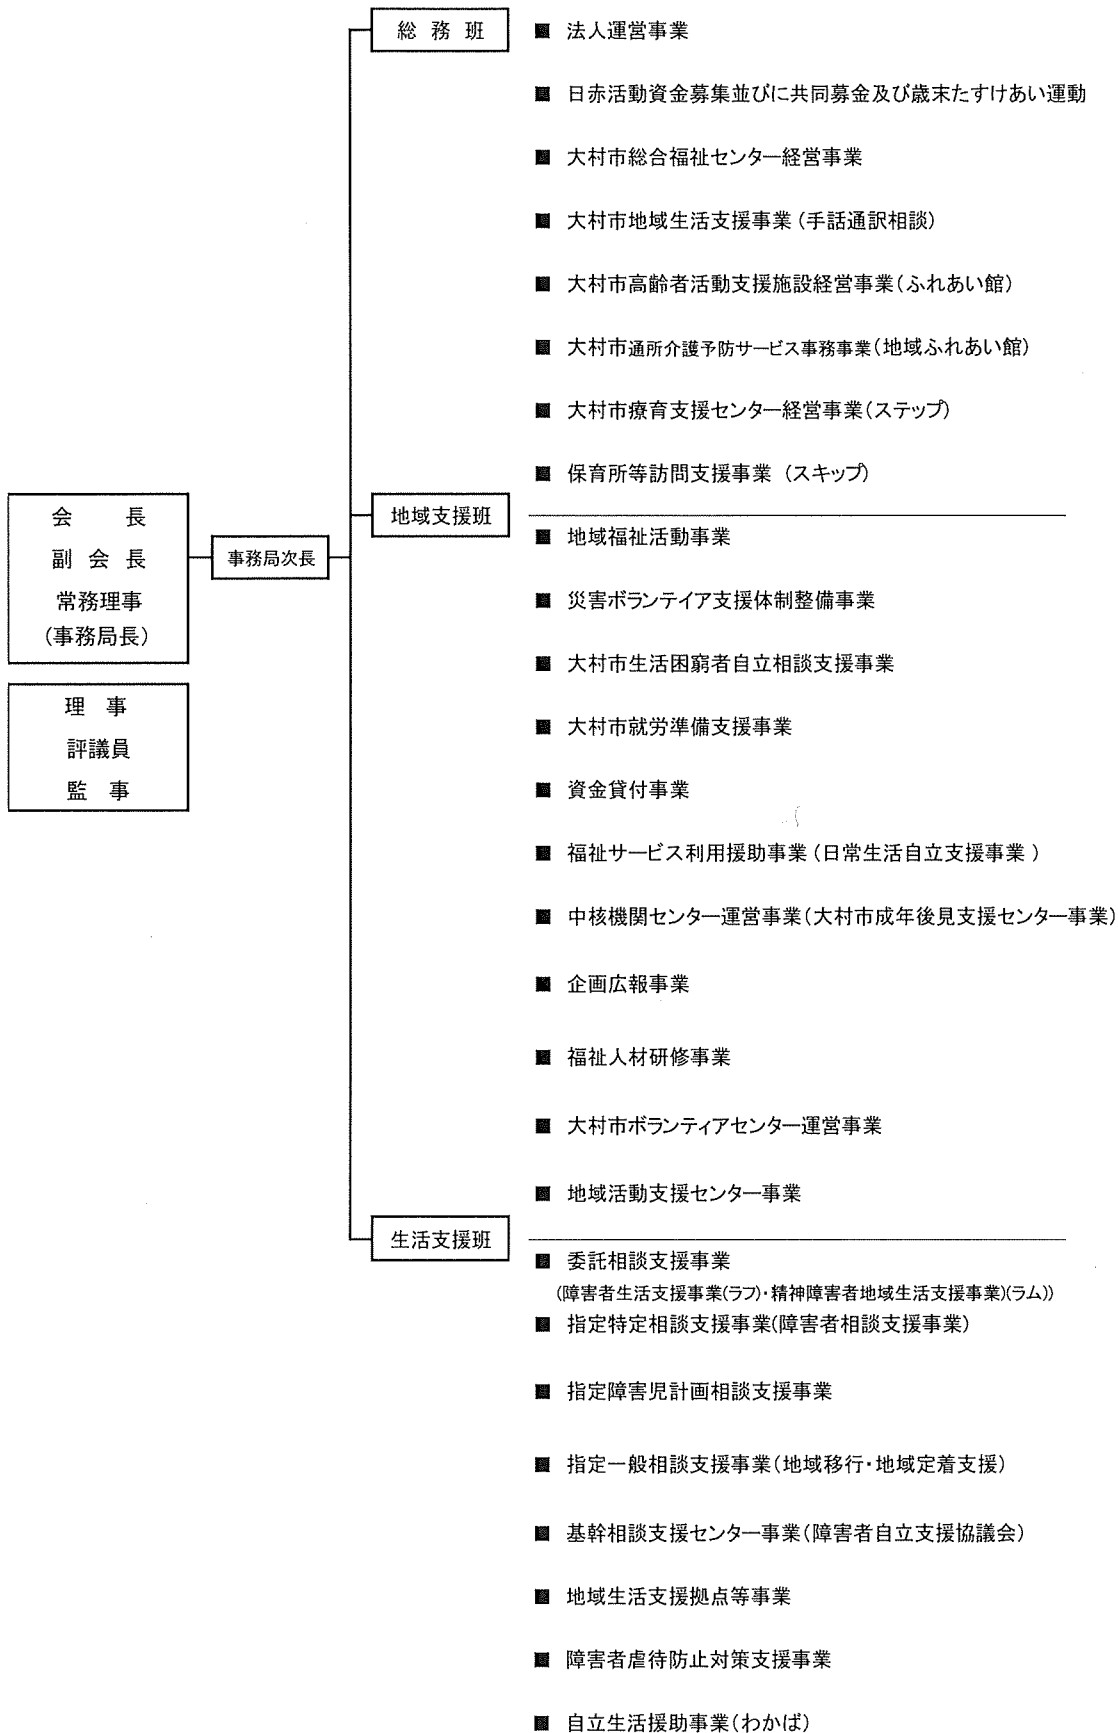 会　　長
副 会 長
常務理事
(事務局長)
理　事
評議員
監　事
事務局次長
総 務 班
■ 法人運営事業
■ 日赤活動資金募集並びに共同募金及び歳末たすけあい運動
■ 大村市総合福祉センター経営事業
■ 大村市地域生活支援事業(手話通訳相談)
■ 大村市高齢者活動支援施設経営事業(ふれあい館)
■ 大村市通所介護予防サービス事務事業(地域ふれあい館)
■ 大村市療育支援センター経営事業(ステップ)
■ 保育所等訪問支援事業 (スキップ)
地域支援班
■ 地域福祉活動事業
■ 災害ボランテイア支援体制整備事業
■ 大村市生活困窮者自立相談支援事業
■ 大村市就労準備支援事業
■ 資金貸付事業
■ 福祉サービス利用援助事業(日常生活自立支援事業 )
■ 中核機関センター運営事業(大村市成年後見支援センター事業)
■ 企画広報事業
■ 福祉人材研修事業
■ 大村市ボランティアセンター運営事業
■ 地域活動支援センター事業
生活支援班
■ 委託相談支援事業
(障害者生活支援事業(ラフ)・精神障害者地域生活支援事業)(ラム))
■ 指定特定相談支援事業(障害者相談支援事業)
■ 指定障害児計画相談支援事業
■ 指定一般相談支援事業(地域移行・地域定着支援)
■ 基幹相談支援センター事業(障害者自立支援協議会)
■ 地域生活支援拠点等事業
■ 障害者虐待防止対策支援事業
■ 自立生活援助事業(わかば)